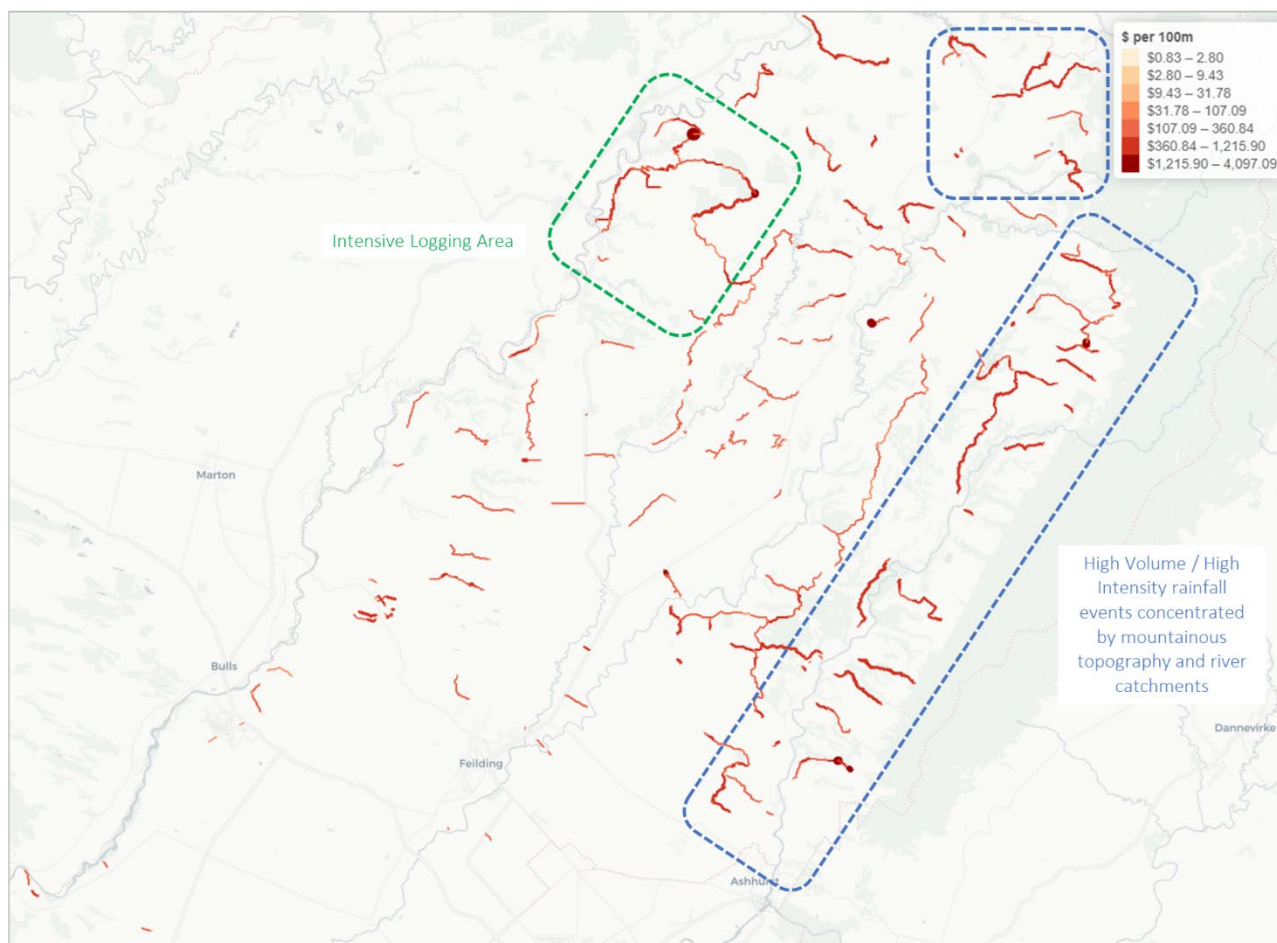 $ per 100m
$0.83 – 2.80
$2.80 – 9.43
$9.43 – 31.78
$31.78 – 107.09
$107.09 – 360.84
$360.84 – 1,215.90
$1,215.90 – 4,097.09
Intensive Logging Area
Marton
High Volume / High
Intensity rainfall
events concentrated
by mountainous
topography and river
catchments
Bulls
Dannevirke
Feilding
Ashhurst